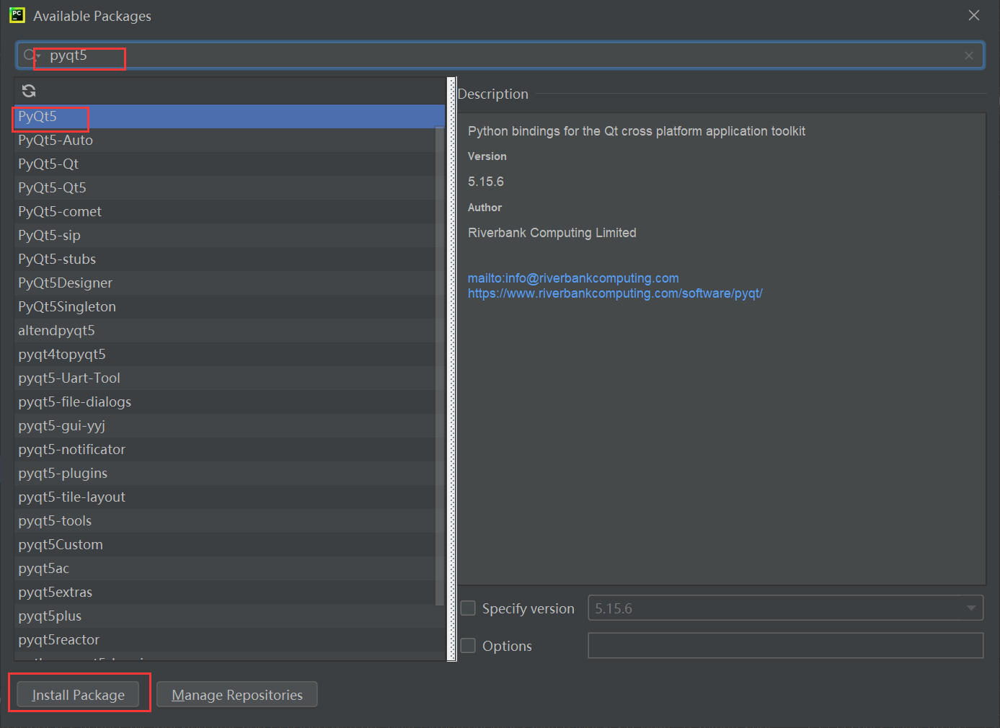 PC
Available Packages
pyqt5
PyQt5
PyQt5-Auto
PyQt5-Qt
PyQt5-Qt5
PyQt5-comet
PyQt5-sip
PyQt5-stubs
PyQt5Designer
PyQt5Singleton
altendpyqt5
pyqt4topyqt5
pyqt5-Uart-Tool
pyqt5-file-dialogs
pyqt5-gui-yyj
pyqt5-notificator
pyqt5-plugins
pyqt5-tile-layout
pyqt5-tools
pyqt5Custom
pyqt5ac
pyqt5extras
pyqt5plus
pyqt5reactor
Description
Python bindings for the Qt cross platform application toolkit
Version
5.15.6
Author
Riverbank Computing Limited
mailto:info@riverbankcomputing.com
https://www.riverbankcomputing.com/software/pyqt/
Specify version
5.15.6
Options
Install Package
Manage Repositories